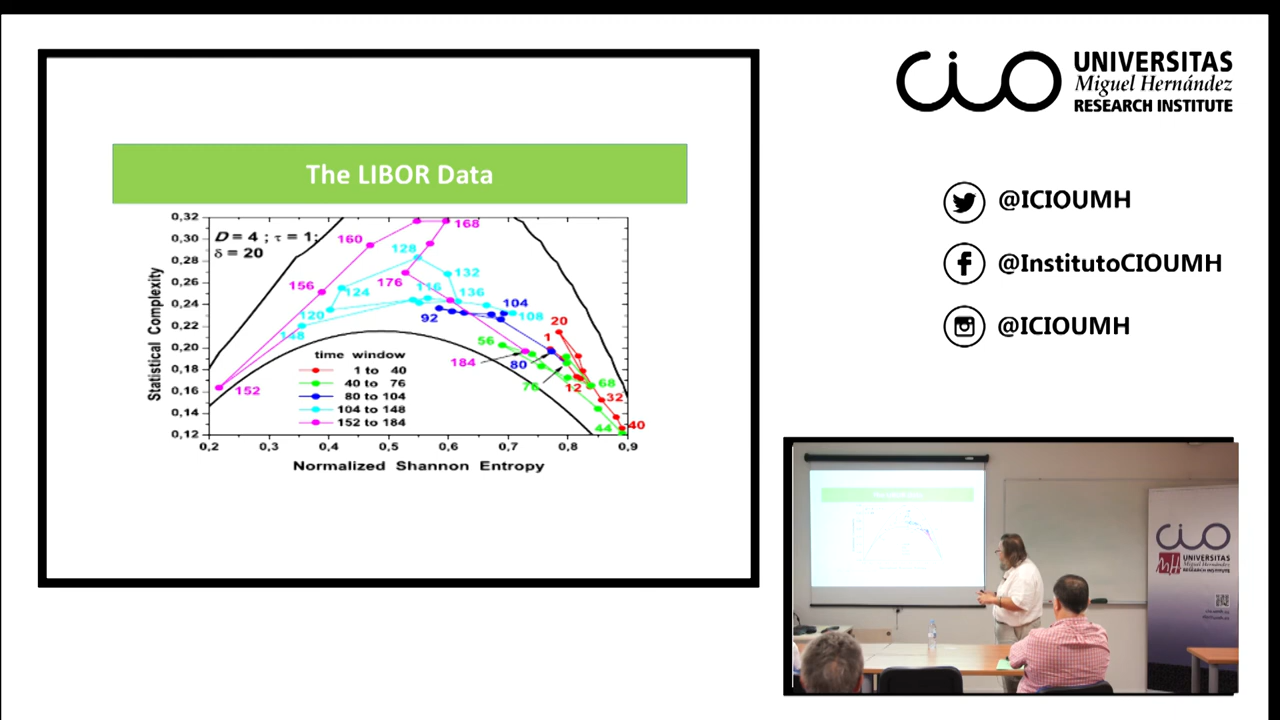 The LIBOR Data
D = 4 ; τ = 1;
δ = 20
Statistical Complexity
0,32
0,30
0,28
0,26
0,24
0,22
0,20
0,18
0,16
0,14
0,12
0,2 0,3 0,4 0,5 0,6 0,7 0,8 0,9
Normalized Shannon Entropy
168
160
128
132
176
156
116
136
124
104
120
92
108
20
148
56
1
184
80
76
12
68
152
32
40
44
time window
1 to 40
40 to 76
80 to 104
104 to 148
152 to 184
CIO
UNIVERSITAS
Miguel Hernández
RESEARCH INSTITUTE
@ICIOUMH
@InstitutoCIOUMH
@ICIOUMH
CIO
UNIVERSITAS
Miguel Hernández
RESEARCH INSTITUTE